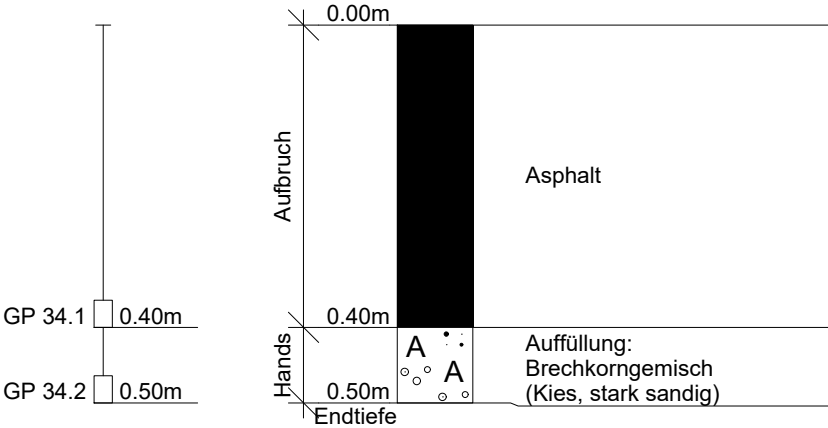 0.00m
Aufbruch
Asphalt
GP 34.1 0.40m
0.40m
Hands
A
A
Auffüllung:
Brechkorngemisch
(Kies, stark sandig)
GP 34.2 0.50m
0.50m
Endtiefe